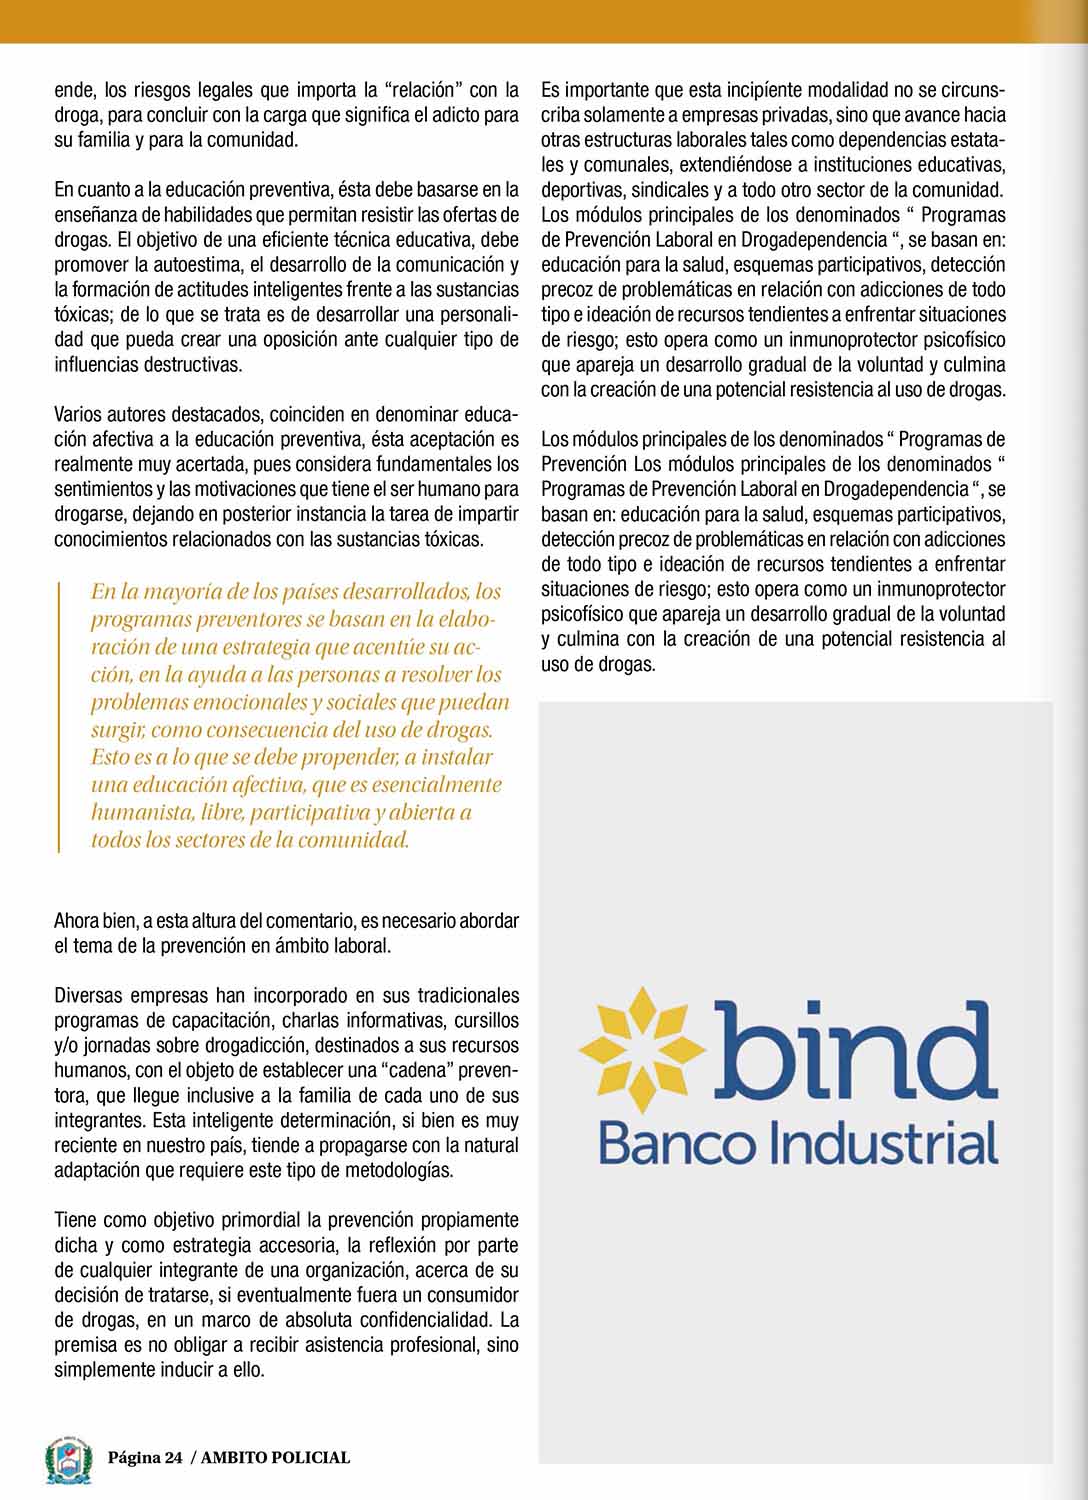 ende, los riesgos legales que importa la “relación” con la
droga, para concluir con la carga que significa el adicto para
su familia y para la comunidad.
En cuanto a la educación preventiva, ésta debe basarse en la
enseñanza de habilidades que permitan resistir las ofertas de
drogas. El objetivo de una eficiente técnica educativa, debe
promover la autoestima, el desarrollo de la comunicación y
la formación de actitudes inteligentes frente a las sustancias
tóxicas; de lo que se trata es de desarrollar una personali-
dad que pueda crear una oposición ante cualquier tipo de
influencias destructivas.
Varios autores destacados, coinciden en denominar educa-
ción afectiva a la educación preventiva, ésta aceptación es
realmente muy acertada, pues considera fundamentales los
sentimientos y las motivaciones que tiene el ser humano para
drogarse, dejando en posterior instancia la tarea de impartir
conocimientos relacionados con las sustancias tóxicas.
En la mayoría de los países desarrollados, los
programas preventores se basan en la elabo-
ración de una estrategia que acentúe su ac-
ción, en la ayuda a las personas a resolver los
problemas emocionales y sociales que puedan
surgir, como consecuencia del uso de drogas.
Esto es a lo que se debe propender, a instalar
una educación afectiva, que es esencialmente
humanista, libre, participativa y abierta a
todos los sectores de la comunidad.
Ahora bien, a esta altura del comentario, es necesario abordar
el tema de la prevención en ámbito laboral.
Diversas empresas han incorporado en sus tradicionales
programas de capacitación, charlas informativas, cursillos
y/o jornadas sobre drogadicción, destinados a sus recursos
humanos, con el objeto de establecer una “cadena” preven-
tora, que llegue inclusive a la familia de cada uno de sus
integrantes. Esta inteligente determinación, si bien es muy
reciente en nuestro país, tiende a propagarse con la natural
adaptación que requiere este tipo de metodologías.
Tiene como objetivo primordial la prevención propiamente
dicha y como estrategia accesoria, la reflexión por parte
de cualquier integrante de una organización, acerca de su
decisión de tratarse, si eventualmente fuera un consumidor
de drogas, en un marco de absoluta confidencialidad. La
premisa es no obligar a recibir asistencia profesional, sino
simplemente inducir a ello.
Es importante que esta incipíente modalidad no se circuns-
criba solamente a empresas privadas, sino que avance hacia
otras estructuras laborales tales como dependencias estata-
les y comunales, extendiéndose a instituciones educativas,
deportivas, sindicales y a todo otro sector de la comunidad.
Los módulos principales de los denominados “ Programas
de Prevención Laboral en Drogadependencia “, se basan en:
educación para la salud, esquemas participativos, detección
precoz de problemáticas en relación con adicciones de todo
tipo e ideación de recursos tendientes a enfrentar situaciones
de riesgo; esto opera como un inmunoprotector psicofísico
que apareja un desarrollo gradual de la voluntad y culmina
con la creación de una potencial resistencia al uso de drogas.
Los módulos principales de los denominados “ Programas de
Prevención Los módulos principales de los denominados “
Programas de Prevención Laboral en Drogadependencia “, se
basan en: educación para la salud, esquemas participativos,
detección precoz de problemáticas en relación con adicciones
de todo tipo e ideación de recursos tendientes a enfrentar
situaciones de riesgo; esto opera como un inmunoprotector
psicofísico que apareja un desarrollo gradual de la voluntad
y culmina con la creación de una potencial resistencia al
uso de drogas.
bind
Banco Industrial
Página 24 / AMBITO POLICIAL